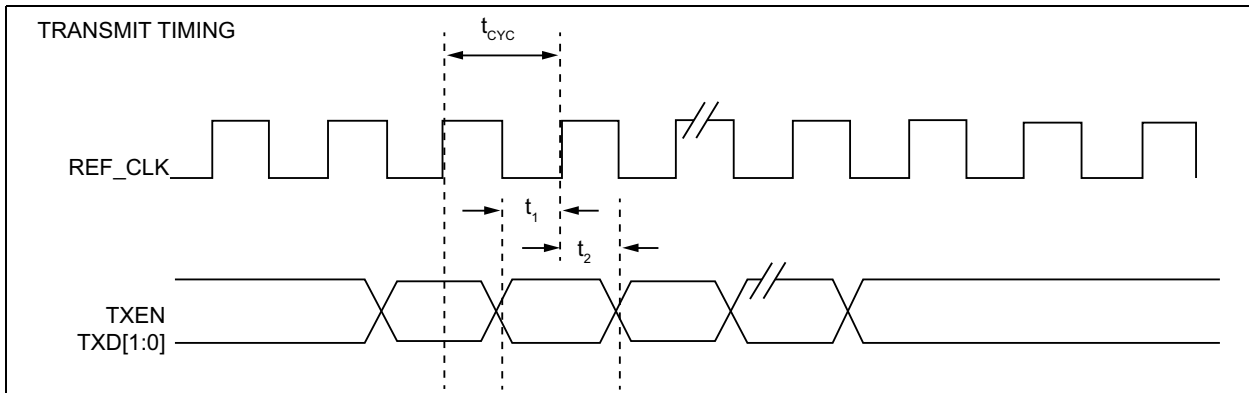 TRANSMIT TIMING
tCYC
REF_CLK
t1
t2
TXEN
TXD[1:0]